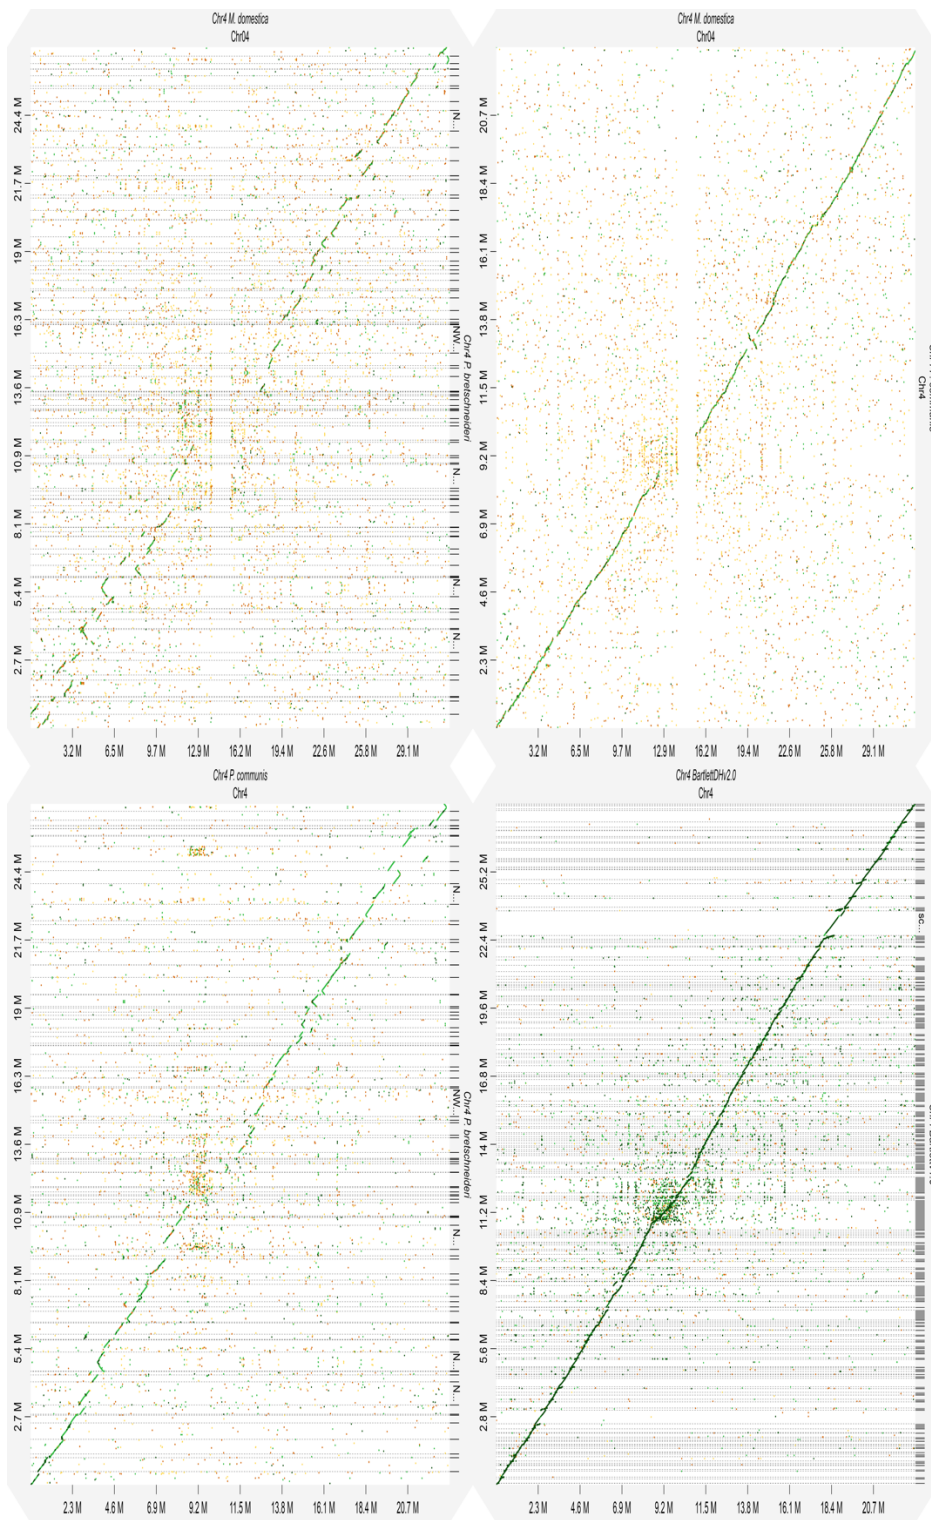 Chr4 M. domestica
Chr04
24.4 M
21.7 M
19 M
16.3 M
13.6 M
10.9 M
8.1 M
5.4 M
2.7 M
N...
NW...
N...
N...
N...
Chr4 P. bretschneideri
3.2 M
6.5 M
9.7 M
12.9 M
16.2 M
19.4 M
22.6 M
25.8 M
29.1 M
Chr4 M. domestica
Chr04
20.7 M
18.4 M
16.1 M
13.8 M
11.5 M
9.2 M
6.9 M
4.6 M
2.3 M
Chr4
3.2 M
6.5 M
9.7 M
12.9 M
16.2 M
19.4 M
22.6 M
25.8 M
29.1 M
Chr4 P. communis
Chr4
24.4 M
21.7 M
19 M
16.3 M
13.6 M
10.9 M
8.1 M
5.4 M
2.7 M
N...
NW...
N...
N...
N...
Chr4 P. bretschneideri
2.3 M
4.6 M
6.9 M
9.2 M
11.5 M
13.8 M
16.1 M
18.4 M
20.7 M
Chr4 BartlettDHv2.0
Chr4
25.2 M
22.4 M
19.6 M
16.8 M
14 M
11.2 M
8.4 M
5.6 M
2.8 M
sc...
2.3 M
4.6 M
6.9 M
9.2 M
11.5 M
13.8 M
16.1 M
18.4 M
20.7 M